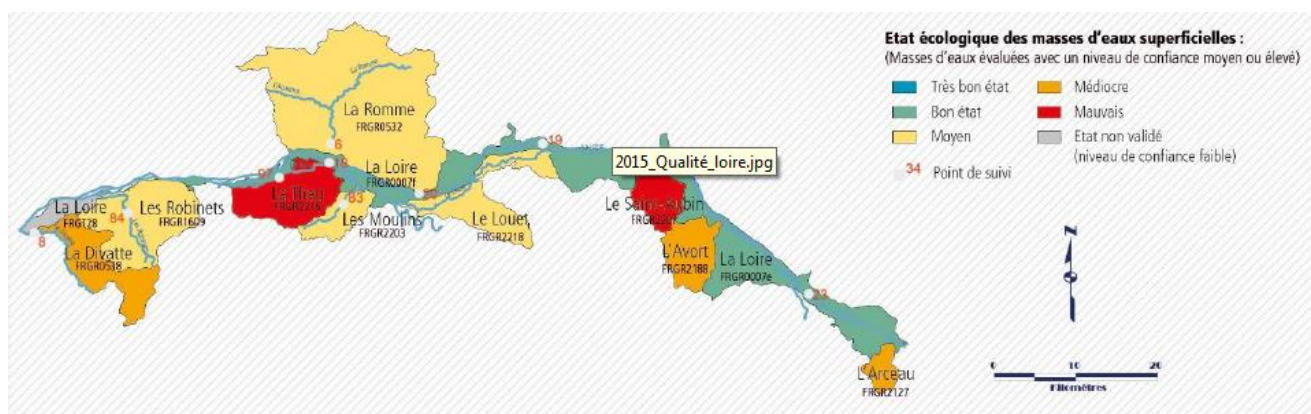 Etat écologique des masses d'eaux superficielles :
(Masses d'eaux évaluées avec un niveau de confiance moyen ou élevé)
Très bon état
Bon état
Moyen
Médiocre
Mauvais
Etat non validé
(niveau de confiance faible)
34 Point de suivi
La Romme
FRGR0532
6
18
19
2015_Qualité_loire.jpg
La Loire
FRGR0007f
83
Les Moulins
FRGR2203
Le Louet
FRGR2218
Le Saint-Aubin
L'Avort
FRGR2188
La Loire
FRGR0007e
23
L'Arceau
FRGR2127
Les Robinets
FRGR1609
La Loire
FRGT28
84
8
La Divatte
FRGR0538
N
0 10 20
Kilomètres